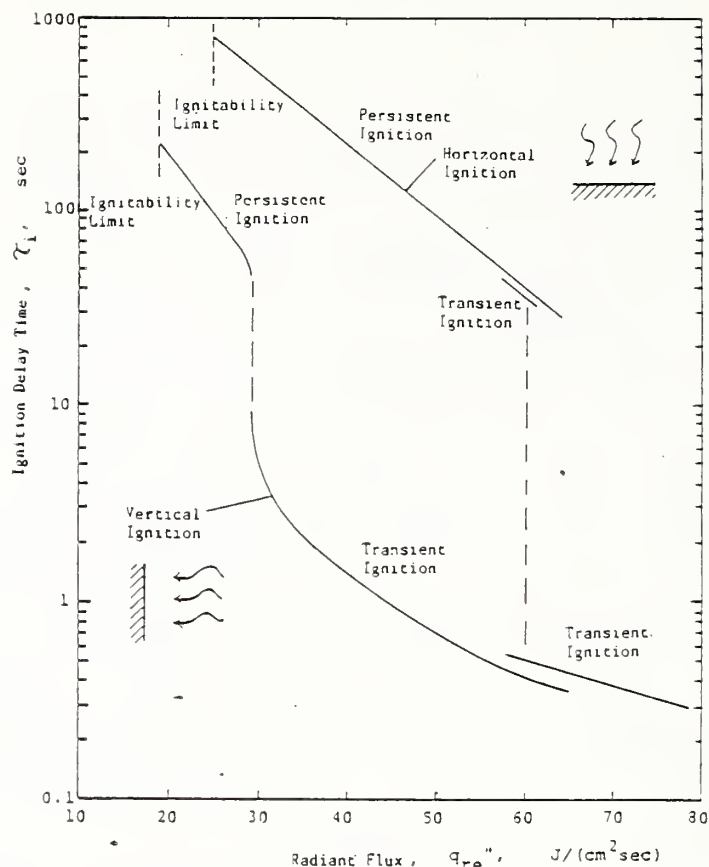 1000
Ignitability
Limit
Persistent
Ignition
Horizontal
Ignition
100
Ignitability
Limit
Persistent
Ignition
Transient
Ignition
Ignition Delay Time, τi, sec
10
Vertical
Ignition
Transient
Ignition
1
Transient
Ignition
0.1
10 20 30 40 50 60 70 80
Radiant Flux, qre", J/(cm²sec)